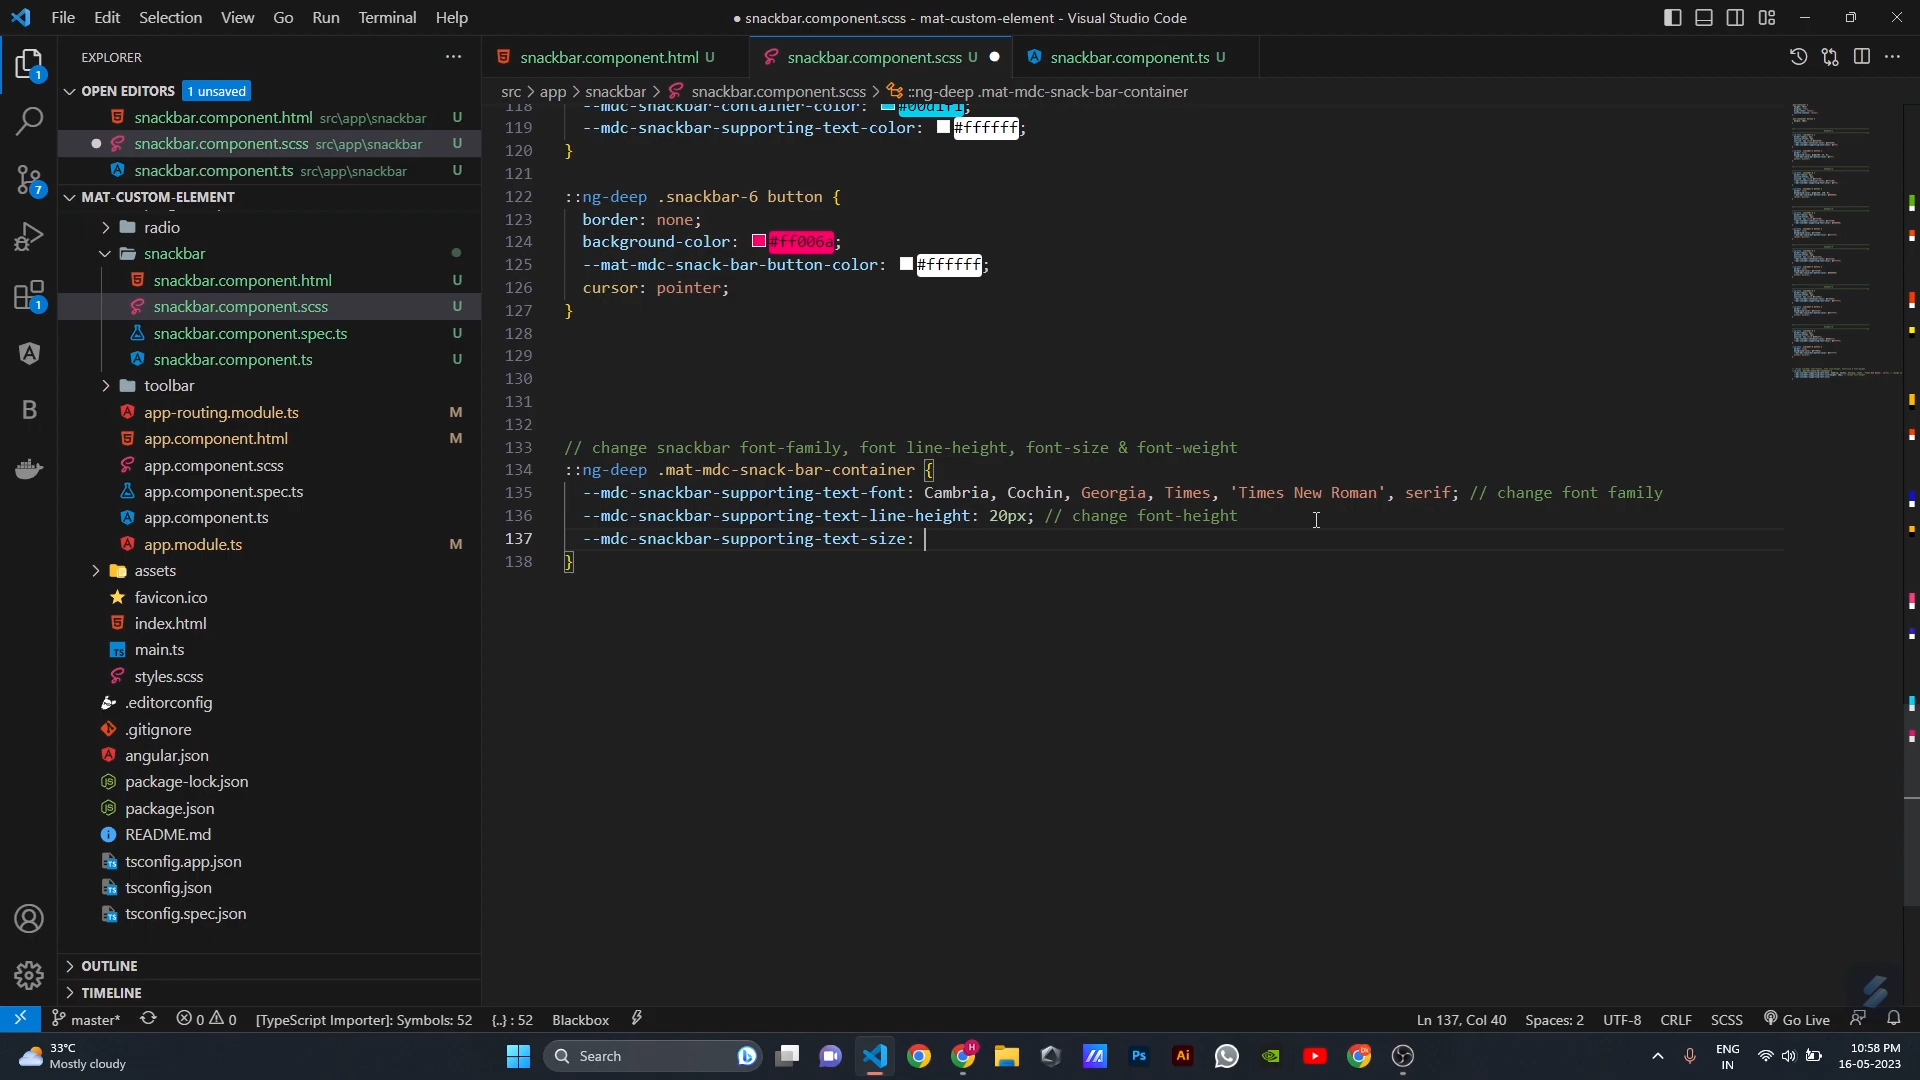 File Edit Selection View Go Run Terminal Help
● snackbar.component.scss - mat-custom-element - Visual Studio Code
EXPLORER
OPEN EDITORS 1 unsaved
snackbar.component.html src\app\snackbar U
snackbar.component.scss src\app\snackbar U
snackbar.component.ts src\app\snackbar U
MAT-CUSTOM-ELEMENT
radio
snackbar
snackbar.component.html U
snackbar.component.scss U
snackbar.component.spec.ts U
snackbar.component.ts U
toolbar
app-routing.module.ts M
app.component.html M
app.component.scss
app.component.spec.ts
app.component.ts
app.module.ts M
assets
favicon.ico
index.html
main.ts
styles.scss
.editorconfig
.gitignore
angular.json
package-lock.json
package.json
README.md
tsconfig.app.json
tsconfig.json
tsconfig.spec.json
OUTLINE
TIMELINE
1
7
1
B
snackbar.component.html U
snackbar.component.scss U
snackbar.component.ts U
src > app > snackbar > snackbar.component.scss > ::ng-deep .mat-mdc-snack-bar-container
118 --mdc-snackbar-container-color: #00d1f1;
119 --mdc-snackbar-supporting-text-color: #ffffff;
120 }
121
122 ::ng-deep .snackbar-6 button {
123 border: none;
124 background-color: #ff006a;
125 --mat-mdc-snack-bar-button-color: #ffffff;
126 cursor: pointer;
127 }
128
129
130
131
132
133 // change snackbar font-family, font line-height, font-size & font-weight
134 ::ng-deep .mat-mdc-snack-bar-container {
135 --mdc-snackbar-supporting-text-font: Cambria, Cochin, Georgia, Times, 'Times New Roman', serif; // change font family
136 --mdc-snackbar-supporting-text-line-height: 20px; // change font-height
137 --mdc-snackbar-supporting-text-size:
138 }
master* 0 0 [TypeScript Importer]: Symbols: 52 {..} : 52 Blackbox
Ln 137, Col 40 Spaces: 2 UTF-8 CRLF SCSS Go Live
33°C
Mostly cloudy
Search
H
Ps
Ai
ENG
IN
10:58 PM
16-05-2023